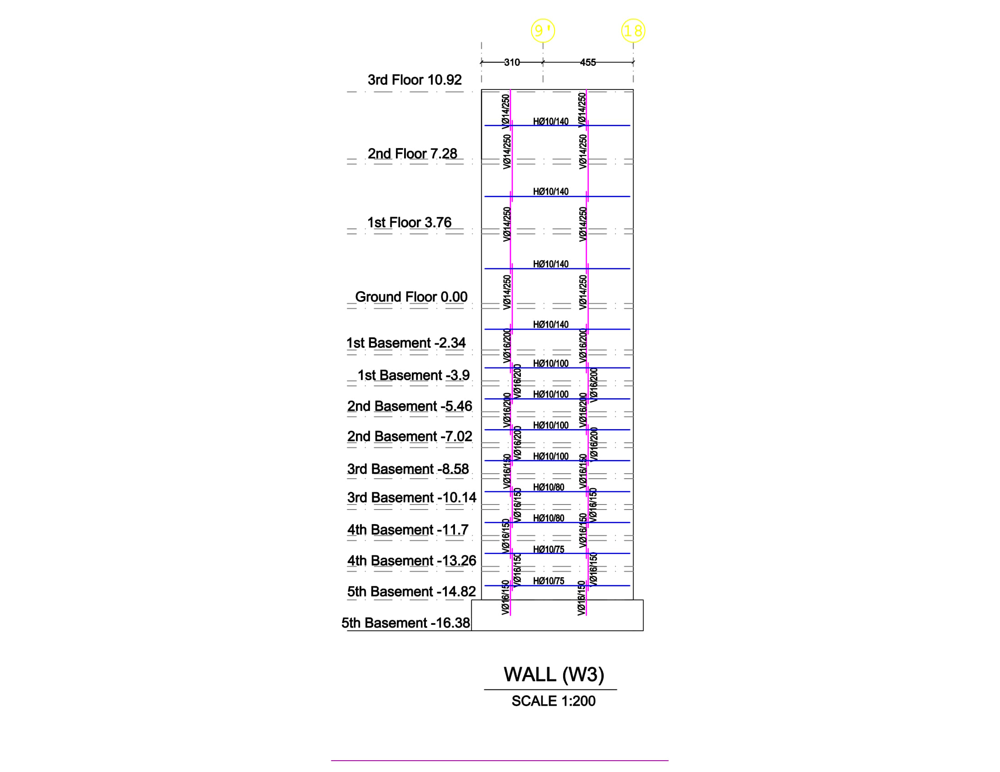 9' 18
310 455
3rd Floor 10.92
VØ14/250 VØ14/250
HØ10/140
2nd Floor 7.28
VØ14/250 VØ14/250
HØ10/140
1st Floor 3.76
VØ14/250 VØ14/250
HØ10/140
Ground Floor 0.00
VØ14/250 VØ14/250
HØ10/140
1st Basement -2.34
VØ16/200 VØ16/200
HØ10/100
1st Basement -3.9
VØ16/200 VØ16/200
HØ10/100
2nd Basement -5.46
VØ16/200 VØ16/200
HØ10/100
2nd Basement -7.02
VØ16/200 VØ16/200
HØ10/100
3rd Basement -8.58
VØ16/150 VØ16/150
HØ10/80
3rd Basement -10.14
VØ16/150 VØ16/150
HØ10/80
4th Basement -11.7
VØ16/150 VØ16/150
HØ10/75
4th Basement -13.26
VØ16/150 VØ16/150
HØ10/75
5th Basement -14.82
VØ16/150 VØ16/150
5th Basement -16.38
WALL (W3)
SCALE 1:200